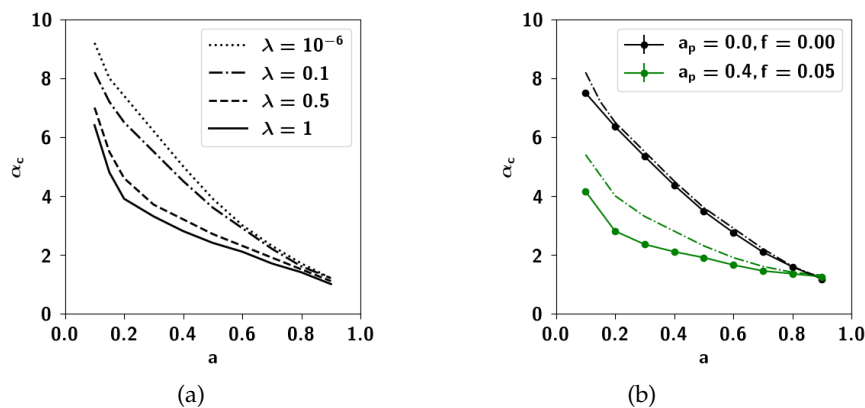 10
8
6
4
2
0
α_c
0.0 0.2 0.4 0.6 0.8 1.0
a
λ = 10⁻⁶
λ = 0.1
λ = 0.5
λ = 1
(a)
10
8
6
4
2
0
α_c
0.0 0.2 0.4 0.6 0.8 1.0
a
a_p = 0.0, f = 0.00
a_p = 0.4, f = 0.05
(b)